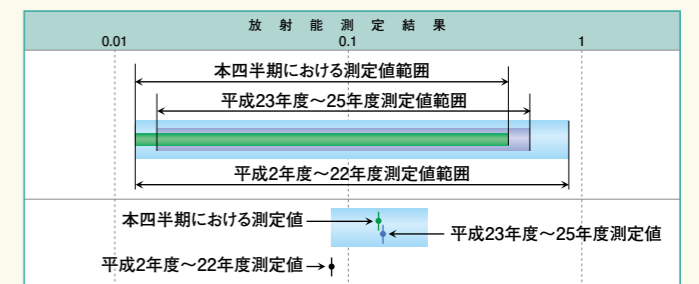 放射能測定結果
0.01 0.1 1
本四半期における測定値範囲
平成23年度～25年度測定値範囲
平成2年度～22年度測定値範囲
本四半期における測定値
平成23年度～25年度測定値
平成2年度～22年度測定値